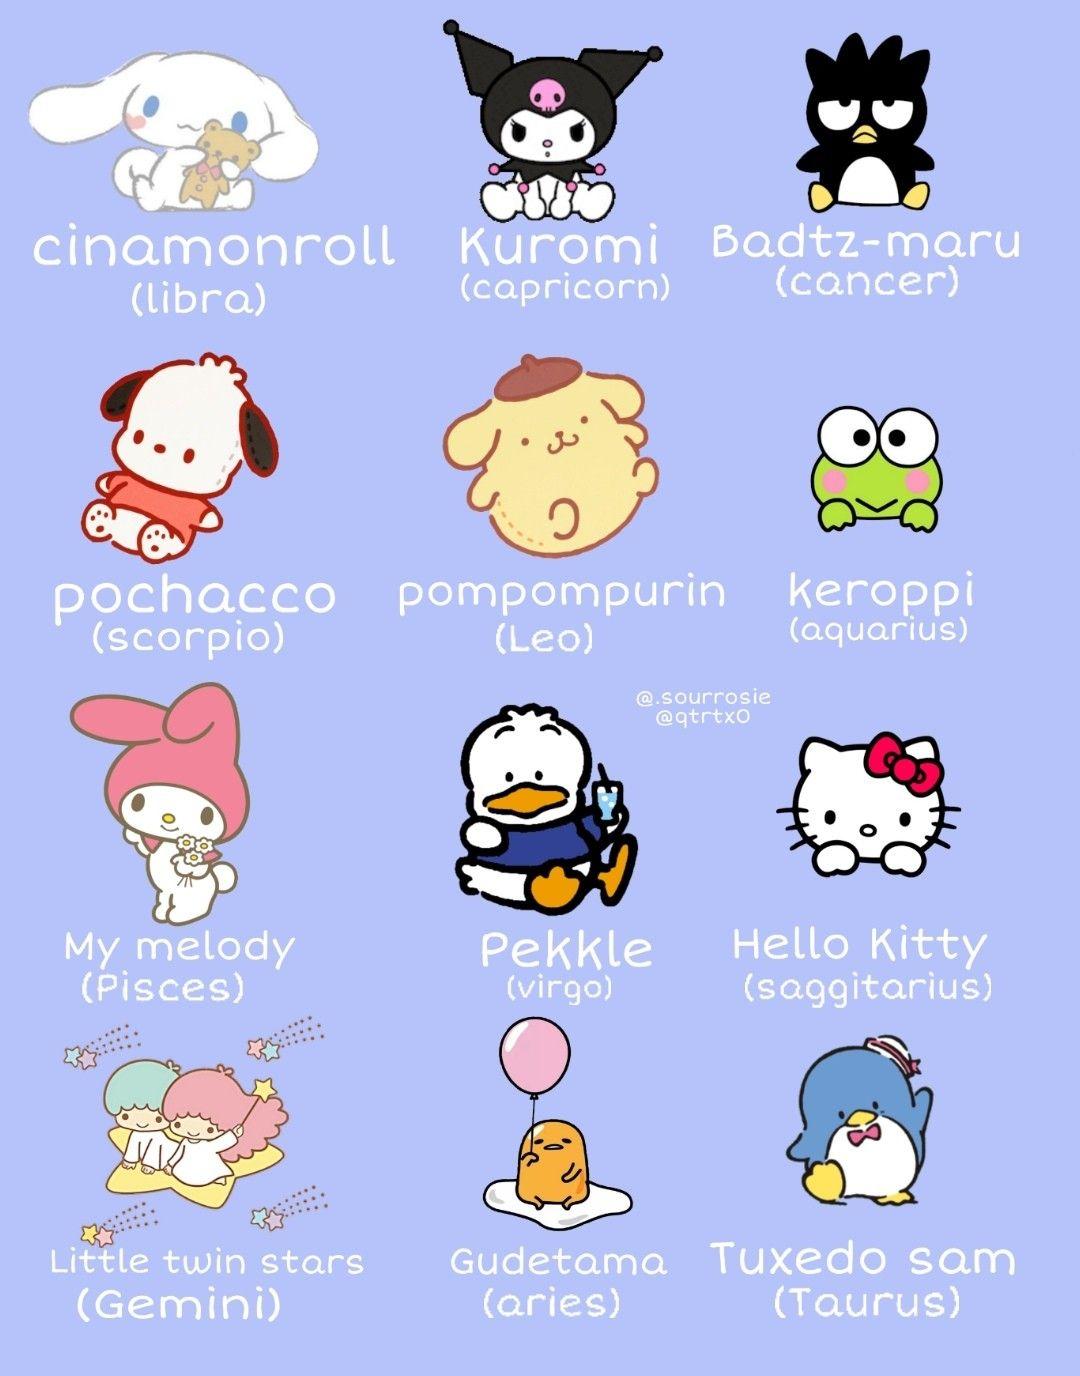 cinamonroll
(libra)
Kuromi
(capricorn)
Badtz-maru
(cancer)
pochacco
(scorpio)
pompompurin
(Leo)
keroppi
(aquarius)
@.sourrosie
@qtrtx0
My melody
(Pisces)
Pekkle
(virgo)
Hello Kitty
(saggitarius)
Little twin stars
(Gemini)
Gudetama
(aries)
Tuxedo sam
(Taurus)